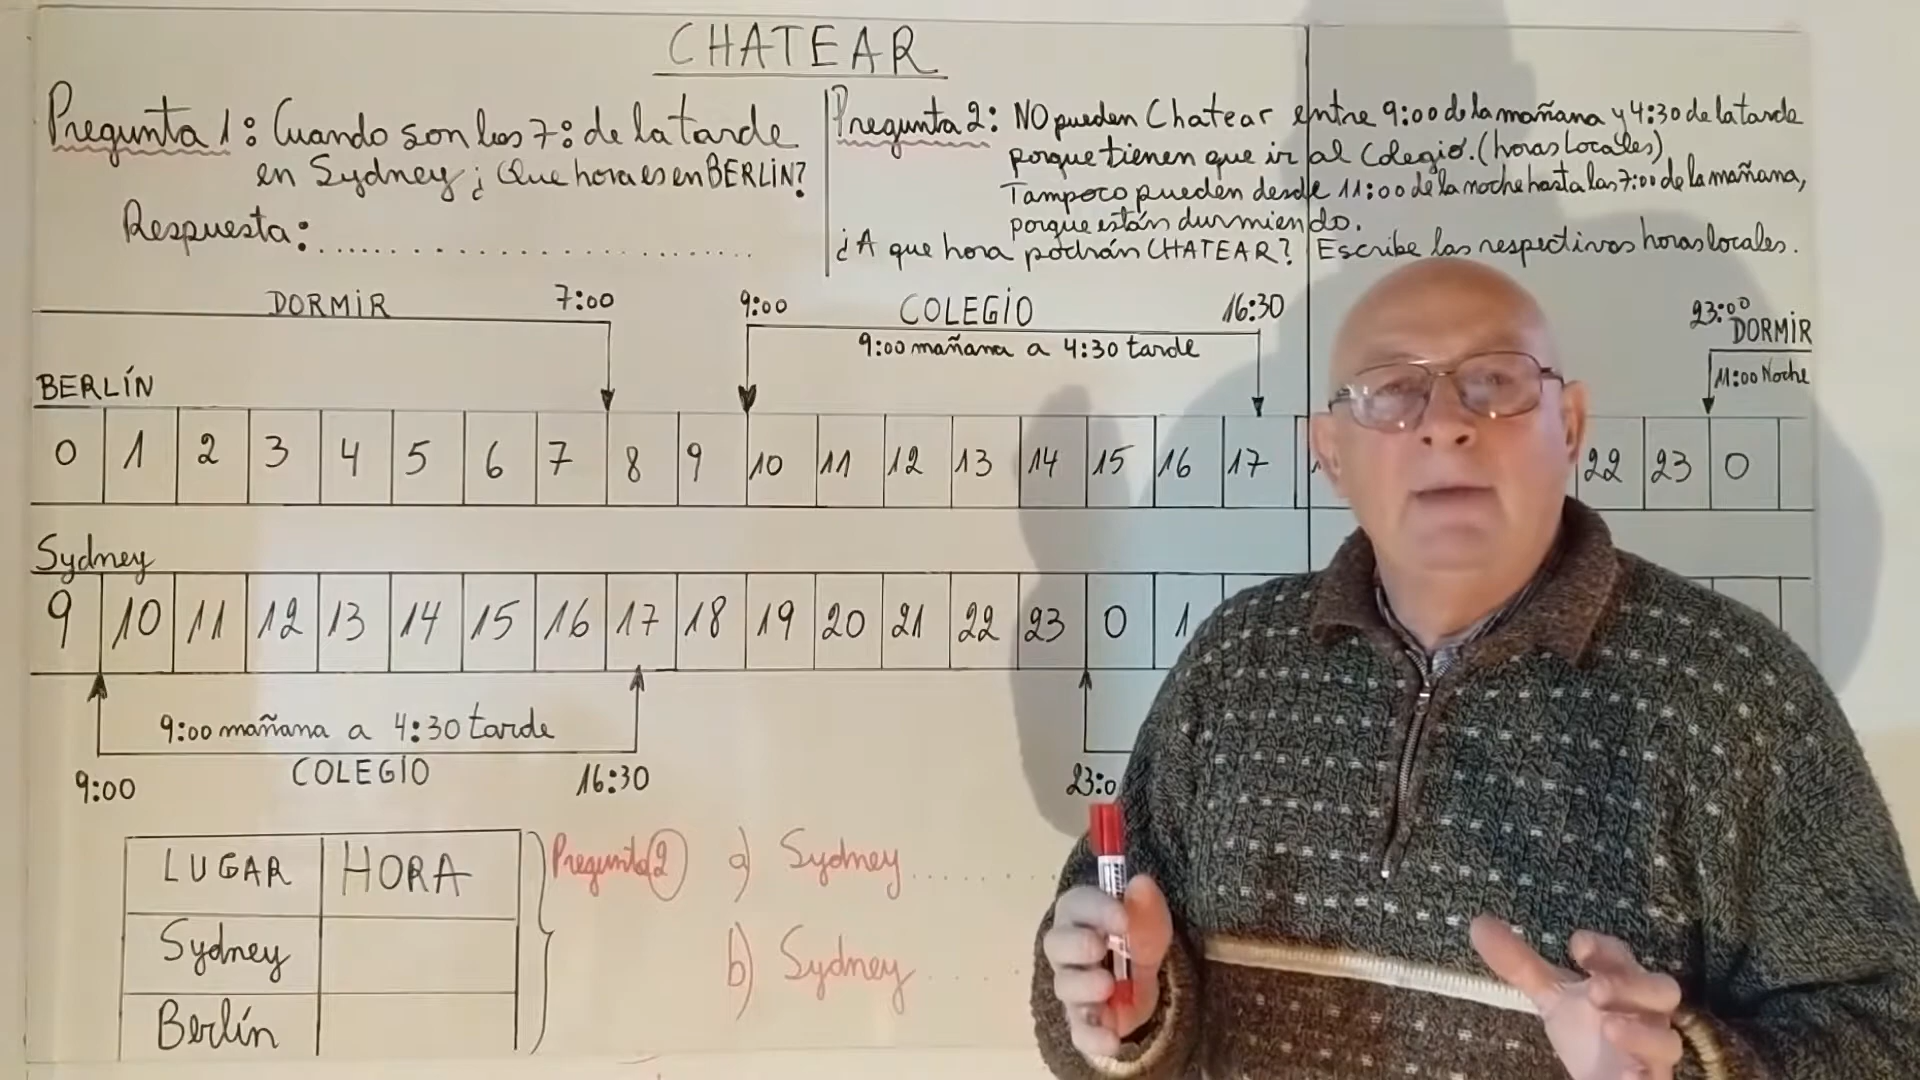 CHATEAR
Pregunta 1: Cuando son las 7: de la tarde
en Sydney ¿ Que hora es en BERLIN?
Respuesta:..........................
Pregunta 2: NO pueden Chatear entre 9:00 de la mañana y 4:30 de la tarde
porque tienen que ir al Colegio. (horas locales)
Tampoco pueden desde 11:00 de la noche hasta las 7:00 de la mañana,
porque están durmiendo.
¿A que hora podrán CHATEAR? Escribe las respectivas horas locales.
DORMIR 7:00 9:00 COLEGIO 16:30 23:00 DORMIR
9:00 mañana a 4:30 tarde 11:00 Noche
BERLÍN
0 1 2 3 4 5 6 7 8 9 10 11 12 13 14 15 16 17 22 23 0
Sydney
9 10 11 12 13 14 15 16 17 18 19 20 21 22 23 0 1
9:00 mañana a 4:30 tarde
9:00 COLEGIO 16:30 23:0
LUGAR HORA
Sydney
Berlín
Pregunta 2 a) Sydney.........
b) Sydney......